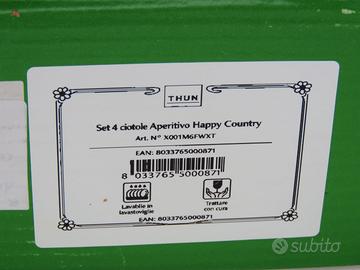 THUN
Set 4 ciotole Aperitivo Happy Country
Art. N° X001M6FWXT
EAN: 8033765000871
8 033765 000871
Lavabile in
lavastoviglie
Trattare
con cura
EAN: 8033765000871
subito